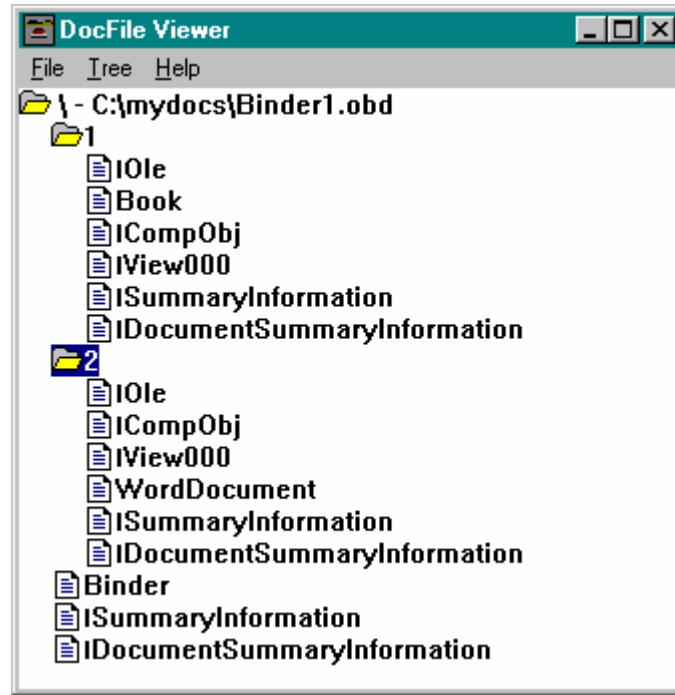 DocFile Viewer
File Tree Help
\ - C:\mydocs\Binder1.obd
1
IOle
Book
ICompObj
IView000
ISummaryInformation
IDocumentSummaryInformation
2
IOle
ICompObj
IView000
WordDocument
ISummaryInformation
IDocumentSummaryInformation
Binder
ISummaryInformation
IDocumentSummaryInformation